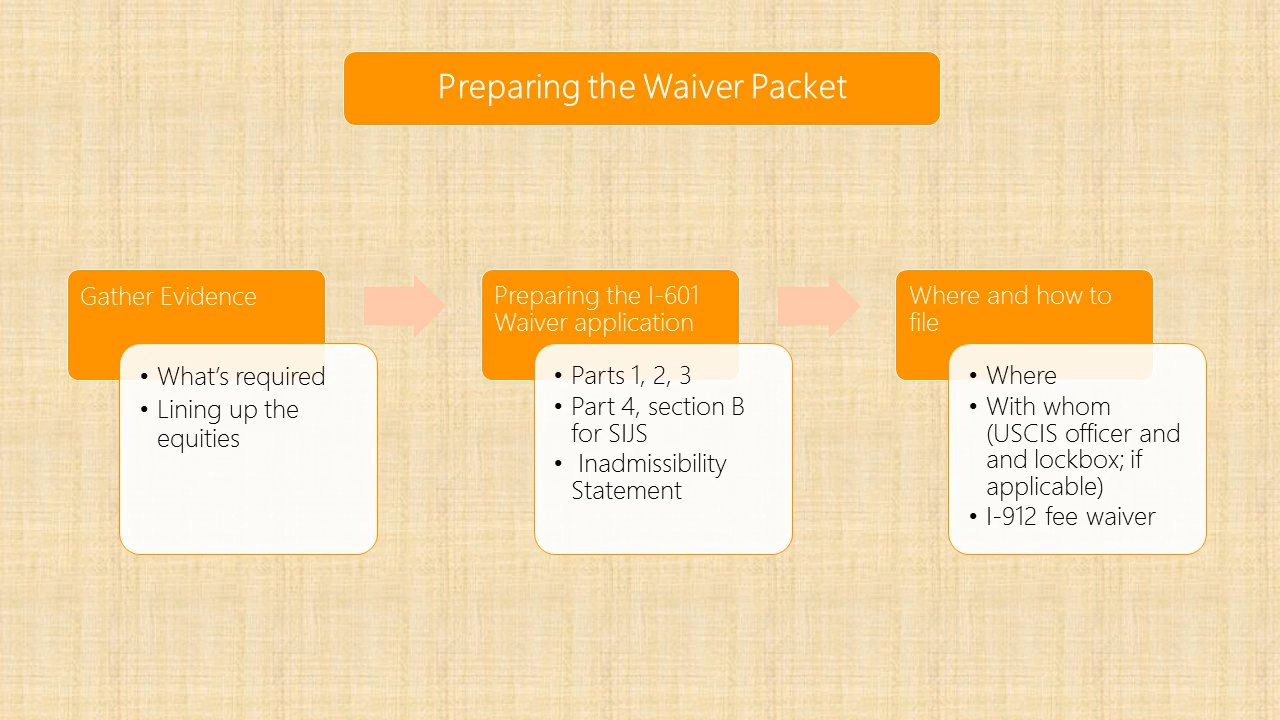 Preparing the Waiver Packet
Gather Evidence
• What’s required
• Lining up the
equities
Preparing the I-601
Waiver application
• Parts 1, 2, 3
• Part 4, section B
for SIJS
• Inadmissibility
Statement
Where and how to
file
• Where
• With whom
(USCIS officer and
and lockbox; if
applicable)
• I-912 fee waiver